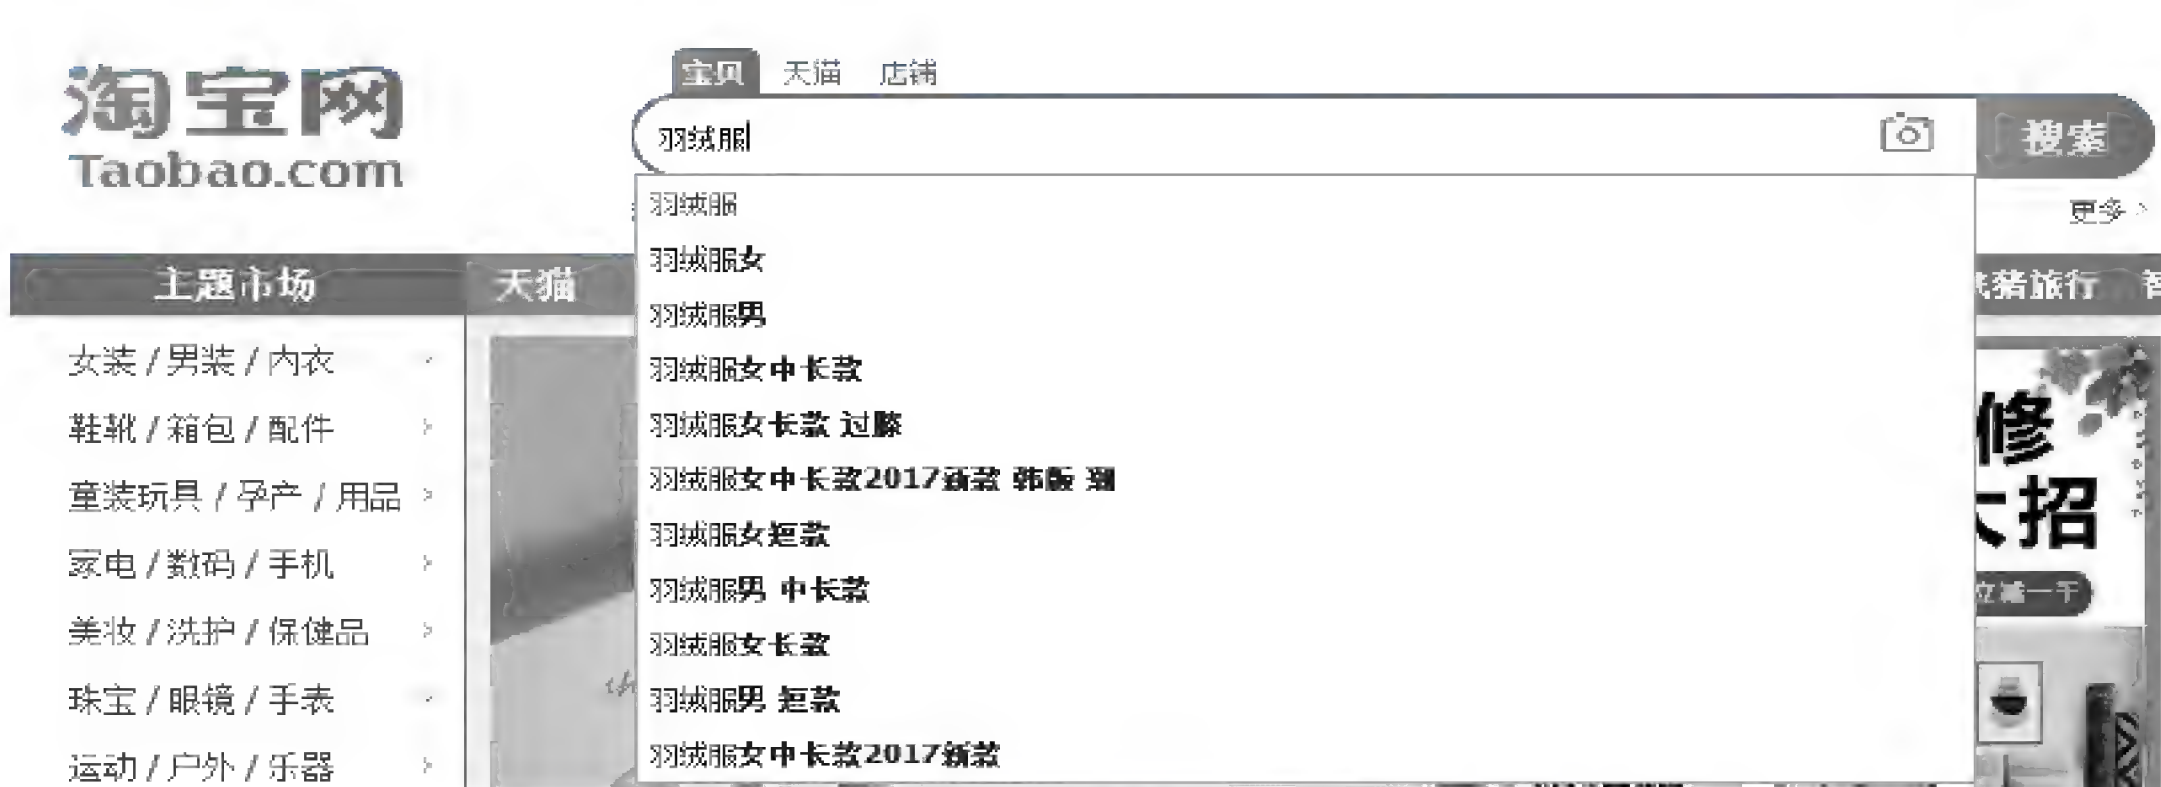 淘宝网
Taobao.com
宝贝 天猫 店铺
羽绒服
搜索
羽绒服
更多 >
羽绒服女
主题市场
天猫
猪旅行
羽绒服男
女装 / 男装 / 内衣
羽绒服女中长款
鞋靴 / 箱包 / 配件
羽绒服女长款 过膝
修
童装玩具 / 孕产 / 用品
羽绒服女中长款2017新款 韩版 潮
大招
家电 / 数码 / 手机
羽绒服女短款
羽绒服男 中长款
立减一千
美妆 / 洗护 / 保健品
羽绒服女长款
珠宝 / 眼镜 / 手表
羽绒服男 短款
运动 / 户外 / 乐器
羽绒服女中长款2017新款